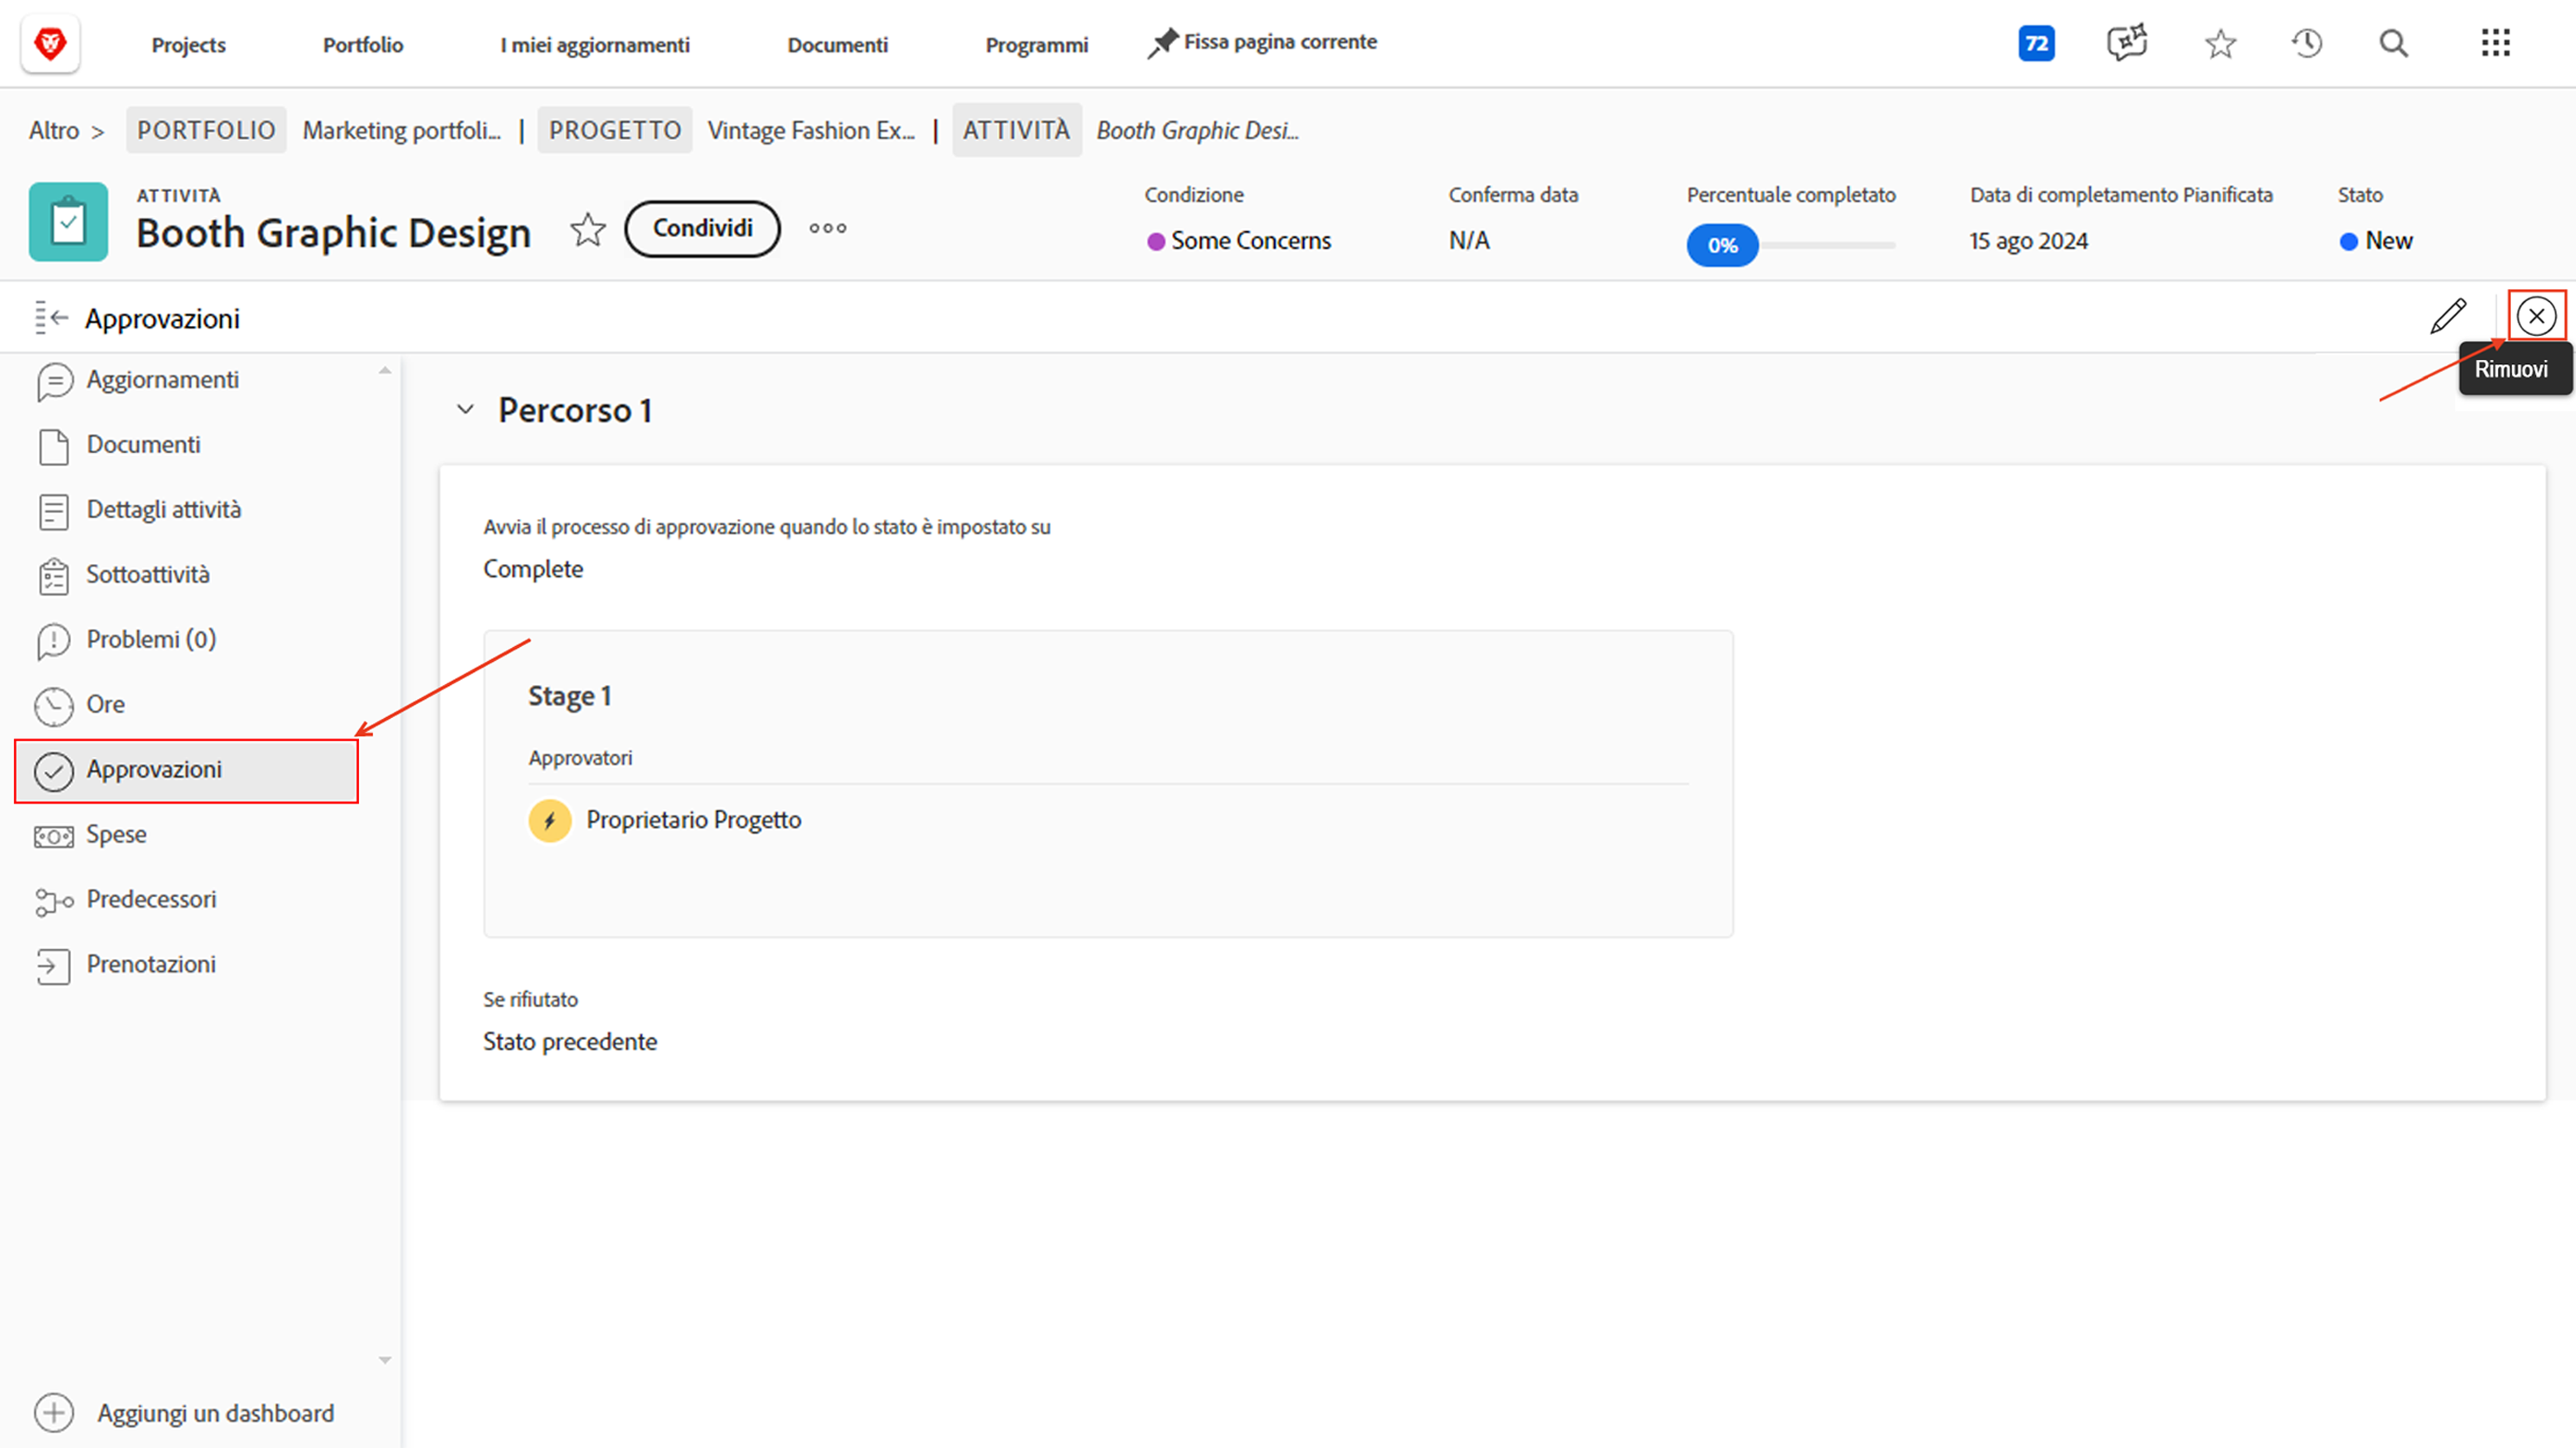 Projects Portfolio I miei aggiornamenti Documenti Programmi Fissa pagina corrente 72
Altro > PORTFOLIO Marketing portfoli... | PROGETTO Vintage Fashion Ex... | ATTIVITÀ Booth Graphic Desi...
ATTIVITÀ
Booth Graphic Design
Condividi
Condizione
Some Concerns
Conferma data
N/A
Percentuale completato
0%
Data di completamento Pianificata
15 ago 2024
Stato
New
Approvazioni
Rimuovi
Aggiornamenti
Documenti
Dettagli attività
Sottoattività
Problemi (0)
Ore
Approvazioni
Spese
Predecessori
Prenotazioni
Aggiungi un dashboard
Percorso 1
Avvia il processo di approvazione quando lo stato è impostato su
Complete
Stage 1
Approvatori
Proprietario Progetto
Se rifiutato
Stato precedente